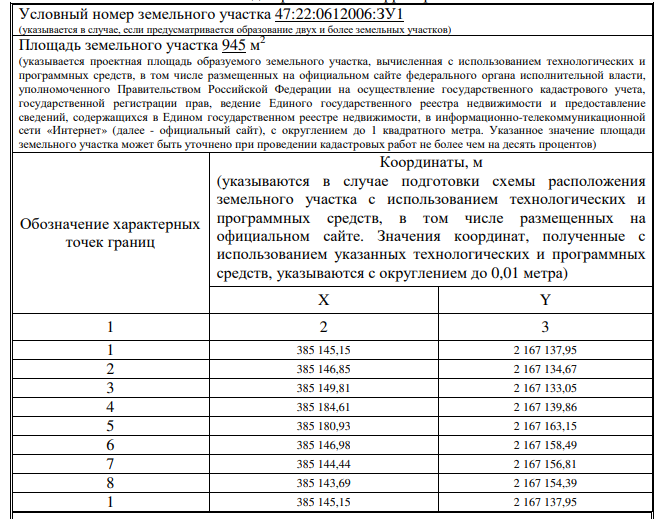 Условный номер земельного участка 47:22:0612006:ЗУ1
(указывается в случае, если предусматривается образование двух и более земельных участков)
Площадь земельного участка 945 м²
(указывается проектная площадь образуемого земельного участка, вычисленная с использованием технологических и
программных средств, в том числе размещенных на официальном сайте федерального органа исполнительной власти,
уполномоченного Правительством Российской Федерации на осуществление государственного кадастрового учета,
государственной регистрации прав, ведение Единого государственного реестра недвижимости и предоставление
сведений, содержащихся в Едином государственном реестре недвижимости, в информационно-телекоммуникационной
сети «Интернет» (далее - официальный сайт), с округлением до 1 квадратного метра. Указанное значение площади
земельного участка может быть уточнено при проведении кадастровых работ не более чем на десять процентов)
Обозначение характерных
точек границ
Координаты, м
(указываются в случае подготовки схемы расположения
земельного участка с использованием технологических и
программных средств, в том числе размещенных на
официальном сайте. Значения координат, полученные с
использованием указанных технологических и программных
средств, указываются с округлением до 0,01 метра)
X Y
1 2 3
1 385 145,15 2 167 137,95
2 385 146,85 2 167 134,67
3 385 149,81 2 167 133,05
4 385 184,61 2 167 139,86
5 385 180,93 2 167 163,15
6 385 146,98 2 167 158,49
7 385 144,44 2 167 156,81
8 385 143,69 2 167 154,39
1 385 145,15 2 167 137,95